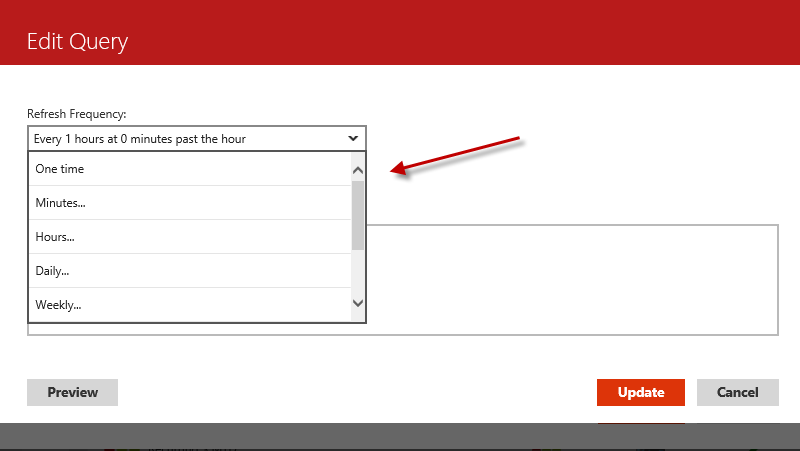 Edit Query
Refresh Frequency:
Every 1 hours at 0 minutes past the hour
One time
Minutes...
Hours...
Daily...
Weekly...
Preview
Update
Cancel